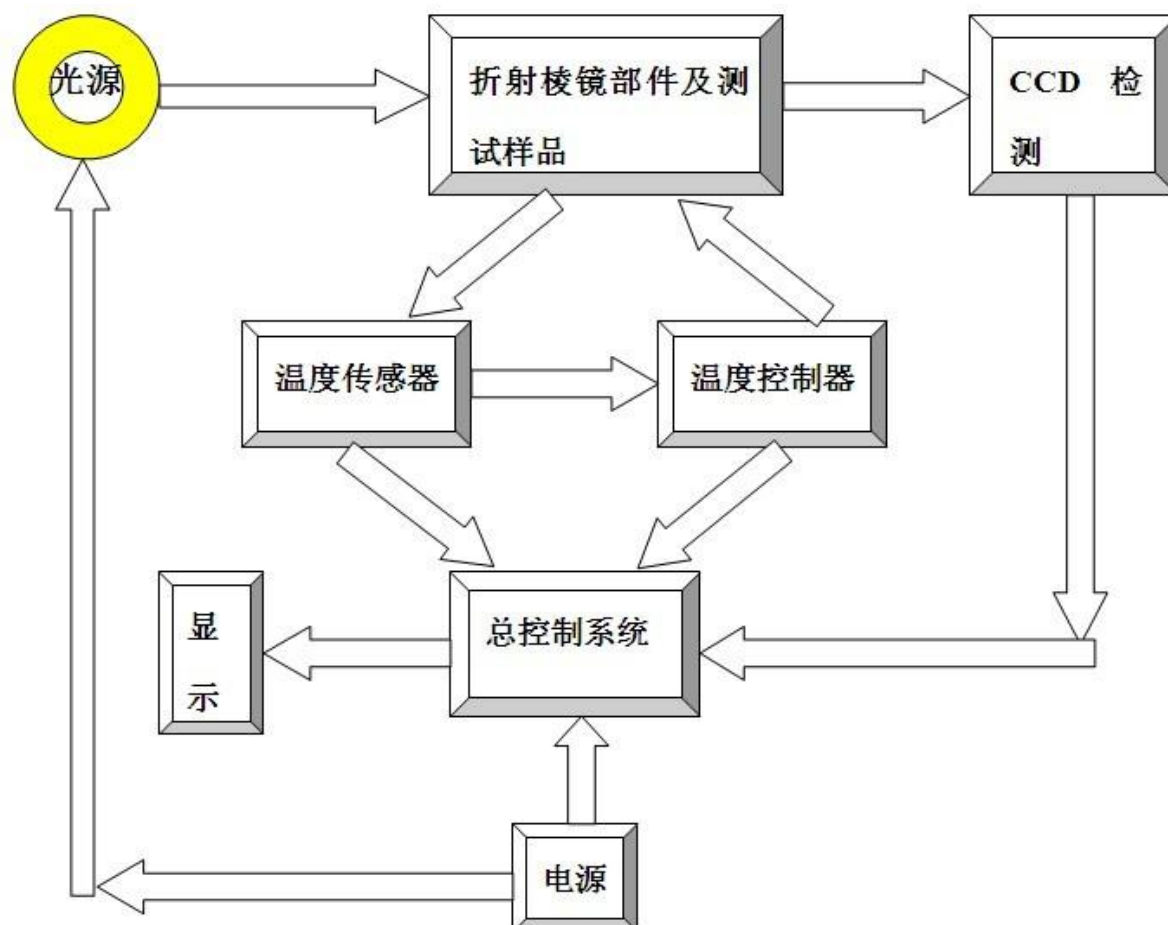 光源
折射棱镜部件及测
试样品
CCD 检
测
温度传感器
温度控制器
显
示
总控制系统
电源